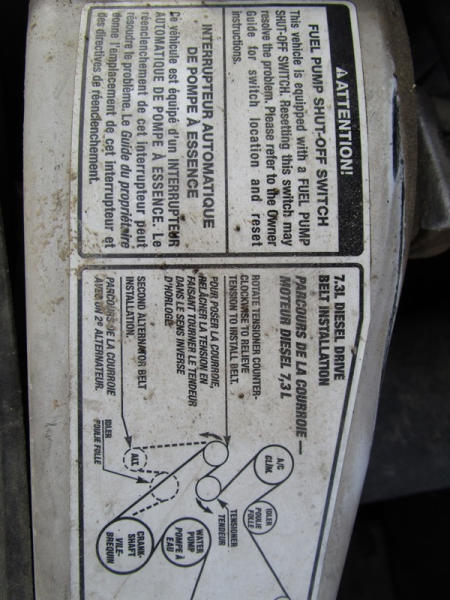 ⚠ATTENTION!
FUEL PUMP SHUT-OFF SWITCH
This vehicle is equipped with a FUEL PUMP
SHUT-OFF SWITCH. Resetting this switch may
resolve the problem. Please refer to the Owner
Guide for switch location and reset
instructions.
INTERRUPTEUR AUTOMATIQUE
DE POMPE À ESSENCE
Ce véhicule est équipé d'un INTERRUPTEUR
AUTOMATIQUE DE POMPE À ESSENCE. Le
réenclenchement de cet interrupteur peut
résoudre le problème. Le Guide du propriétaire
donne l'emplacement de cet interrupteur et
des directives de réenclenchement.
7.3L DIESEL DRIVE
BELT INSTALLATION
PARCOURS DE LA COURROIE —
MOTEUR DIESEL 7,3 L
ROTATE TENSIONER COUNTER-
CLOCKWISE TO RELIEVE
TENSION TO INSTALL BELT.
POUR POSER LA COURROIE,
RELÂCHER LA TENSION EN
FAISANT TOURNER LE TENDEUR
DANS LE SENS INVERSE
D'HORLOGE.
SECOND ALTERNATOR BELT
INSTALLATION.
PARCOURS DE LA COURROIE
AVEC UN 2e ALTERNATEUR.
A/C
CLIM.
IDLER
POULIE
FOLLE
TENSIONER
TENDEUR
WATER
PUMP
POMPE À
EAU
CRANK-
SHAFT
VILE-
BREQUIN
ALT.
IDLER
POULIE FOLLE